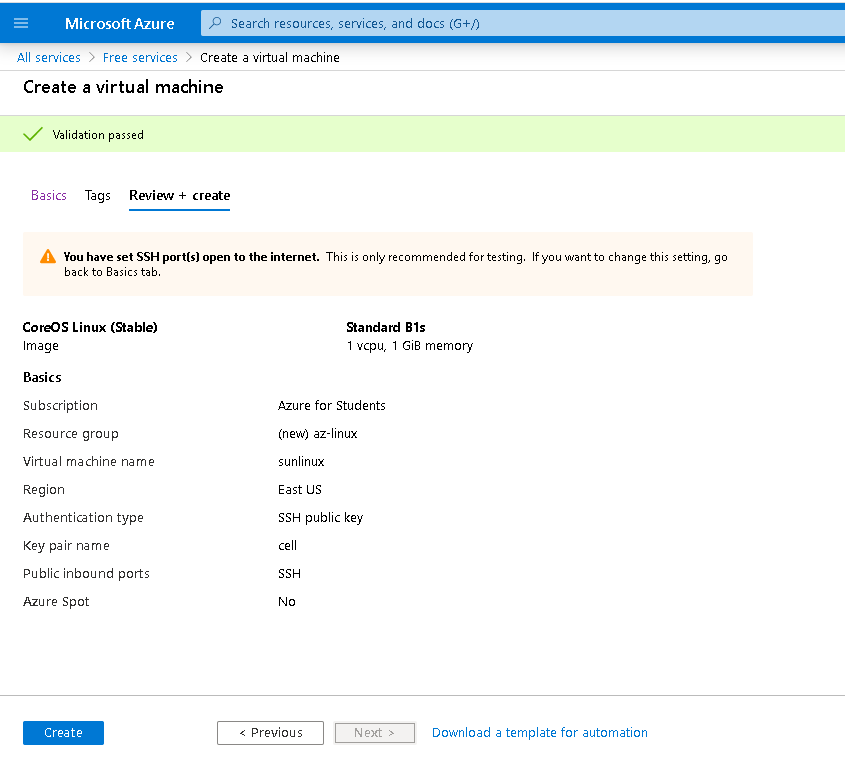 Microsoft Azure
Search resources, services, and docs (G+/)
All services > Free services > Create a virtual machine
Create a virtual machine
Validation passed
Basics Tags Review + create
You have set SSH port(s) open to the internet. This is only recommended for testing. If you want to change this setting, go
back to Basics tab.
CoreOS Linux (Stable) Standard B1s
Image 1 vcpu, 1 GiB memory
Basics
Subscription Azure for Students
Resource group (new) az-linux
Virtual machine name sunlinux
Region East US
Authentication type SSH public key
Key pair name cell
Public inbound ports SSH
Azure Spot No
Create < Previous Next > Download a template for automation